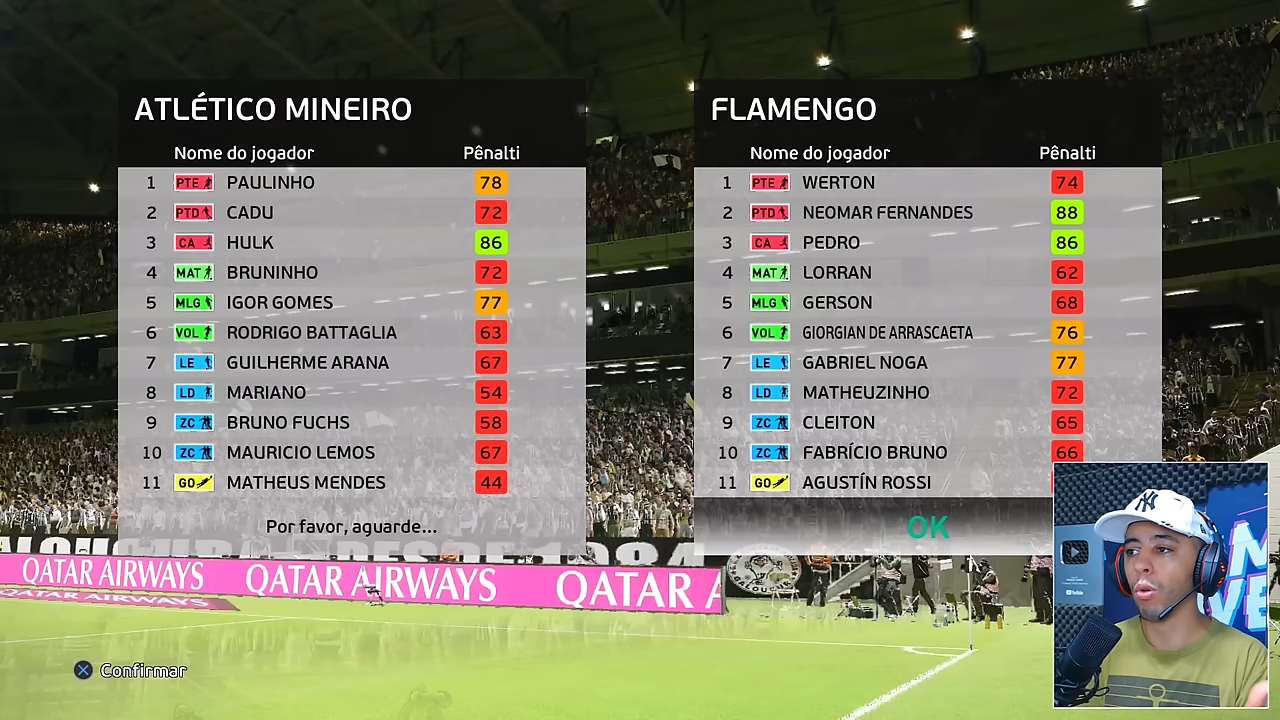 ATLÉTICO MINEIRO
Nome do jogador Pênalti
1 PTE PAULINHO 78
2 PTD CADU 72
3 CA HULK 86
4 MAT BRUNINHO 72
5 MLG IGOR GOMES 77
6 VOL RODRIGO BATTAGLIA 63
7 LE GUILHERME ARANA 67
8 LD MARIANO 54
9 ZC BRUNO FUCHS 58
10 ZC MAURICIO LEMOS 67
11 GO MATHEUS MENDES 44
Por favor, aguarde...
FLAMENGO
Nome do jogador Pênalti
1 PTE WERTON 74
2 PTD NEOMAR FERNANDES 88
3 CA PEDRO 86
4 MAT LORRAN 62
5 MLG GERSON 68
6 VOL GIORGIAN DE ARRASCAETA 76
7 LE GABRIEL NOGA 77
8 LD MATHEUZINHO 72
9 ZC CLEITON 65
10 ZC FABRÍCIO BRUNO 66
11 GO AGUSTÍN ROSSI
OK
DESDE 1984
QATAR AIRWAYS QATAR AIRWAYS QATAR A
QATAR AIRWAYS
Confirmar
NY
YouTube